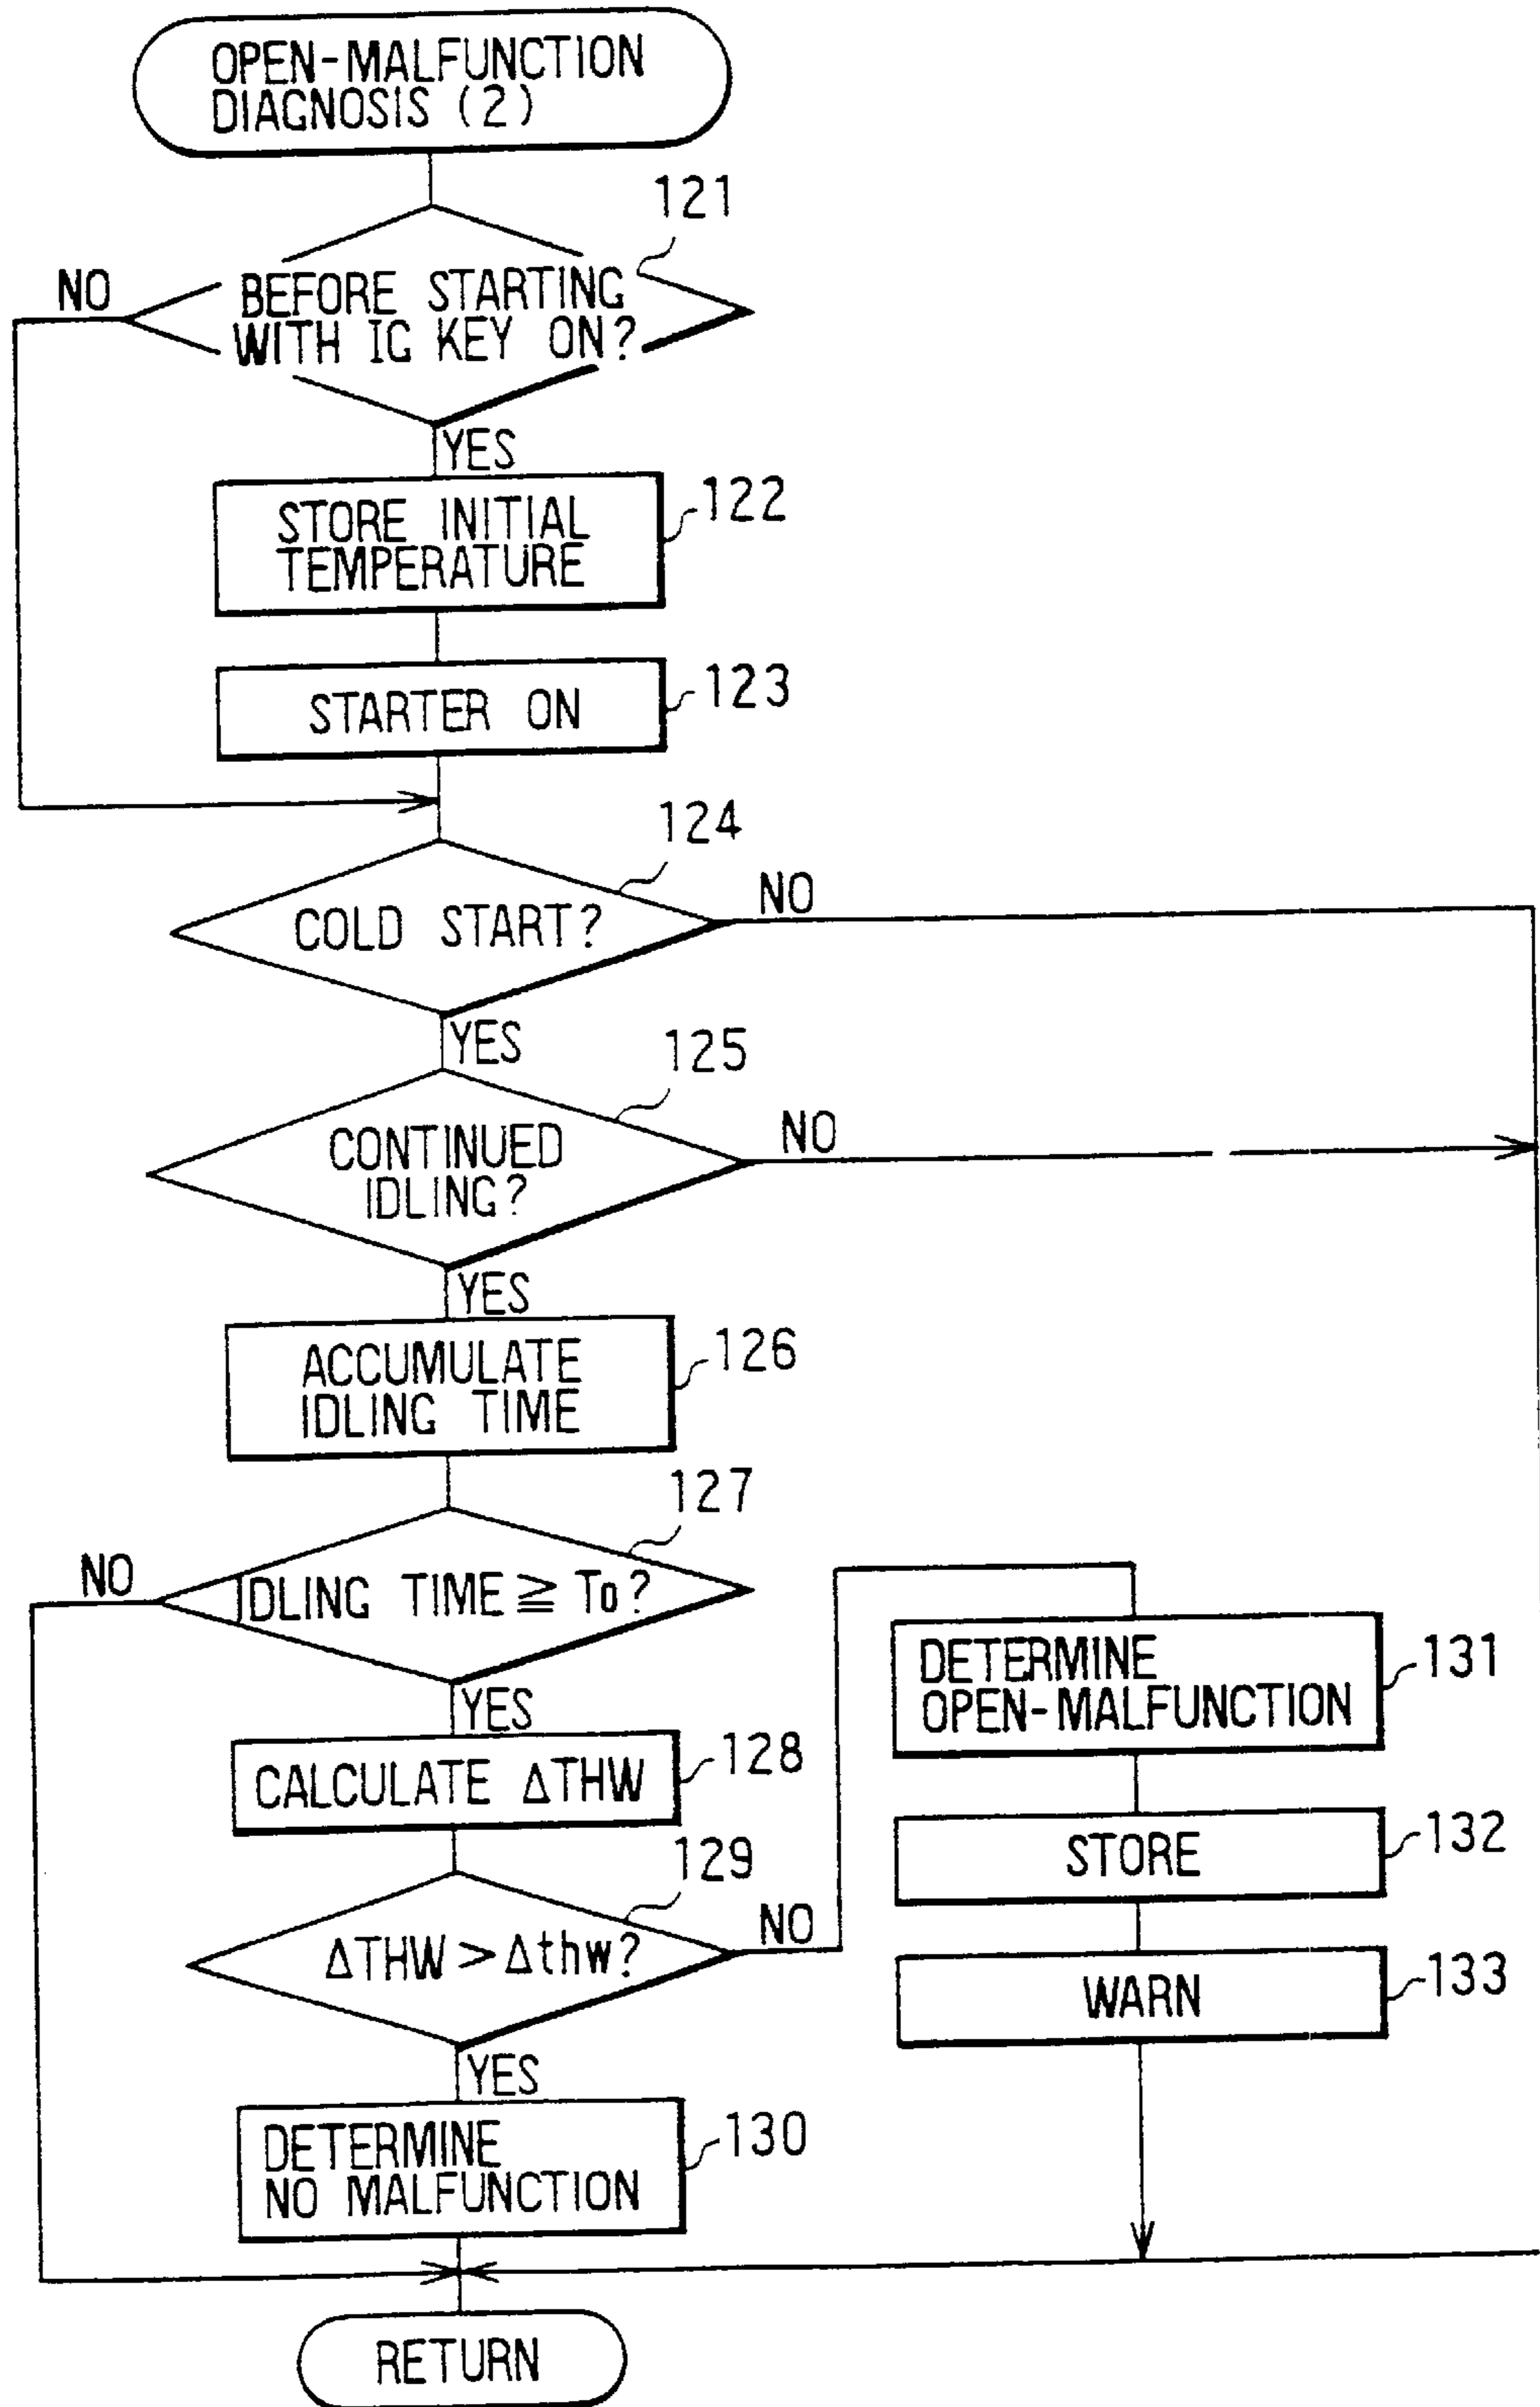 OPEN-MALFUNCTION
DIAGNOSIS (2)
121
NO
BEFORE STARTING
WITH IG KEY ON?
YES
STORE INITIAL
TEMPERATURE
122
STARTER ON
123
124
COLD START?
NO
YES
125
CONTINUED
IDLING?
NO
YES
ACCUMULATE
IDLING TIME
126
127
NO
IDLING TIME ≧ To?
YES
CALCULATE ΔTHW
128
129
ΔTHW > Δthw?
NO
YES
DETERMINE
NO MALFUNCTION
130
DETERMINE
OPEN-MALFUNCTION
131
STORE
132
WARN
133
RETURN